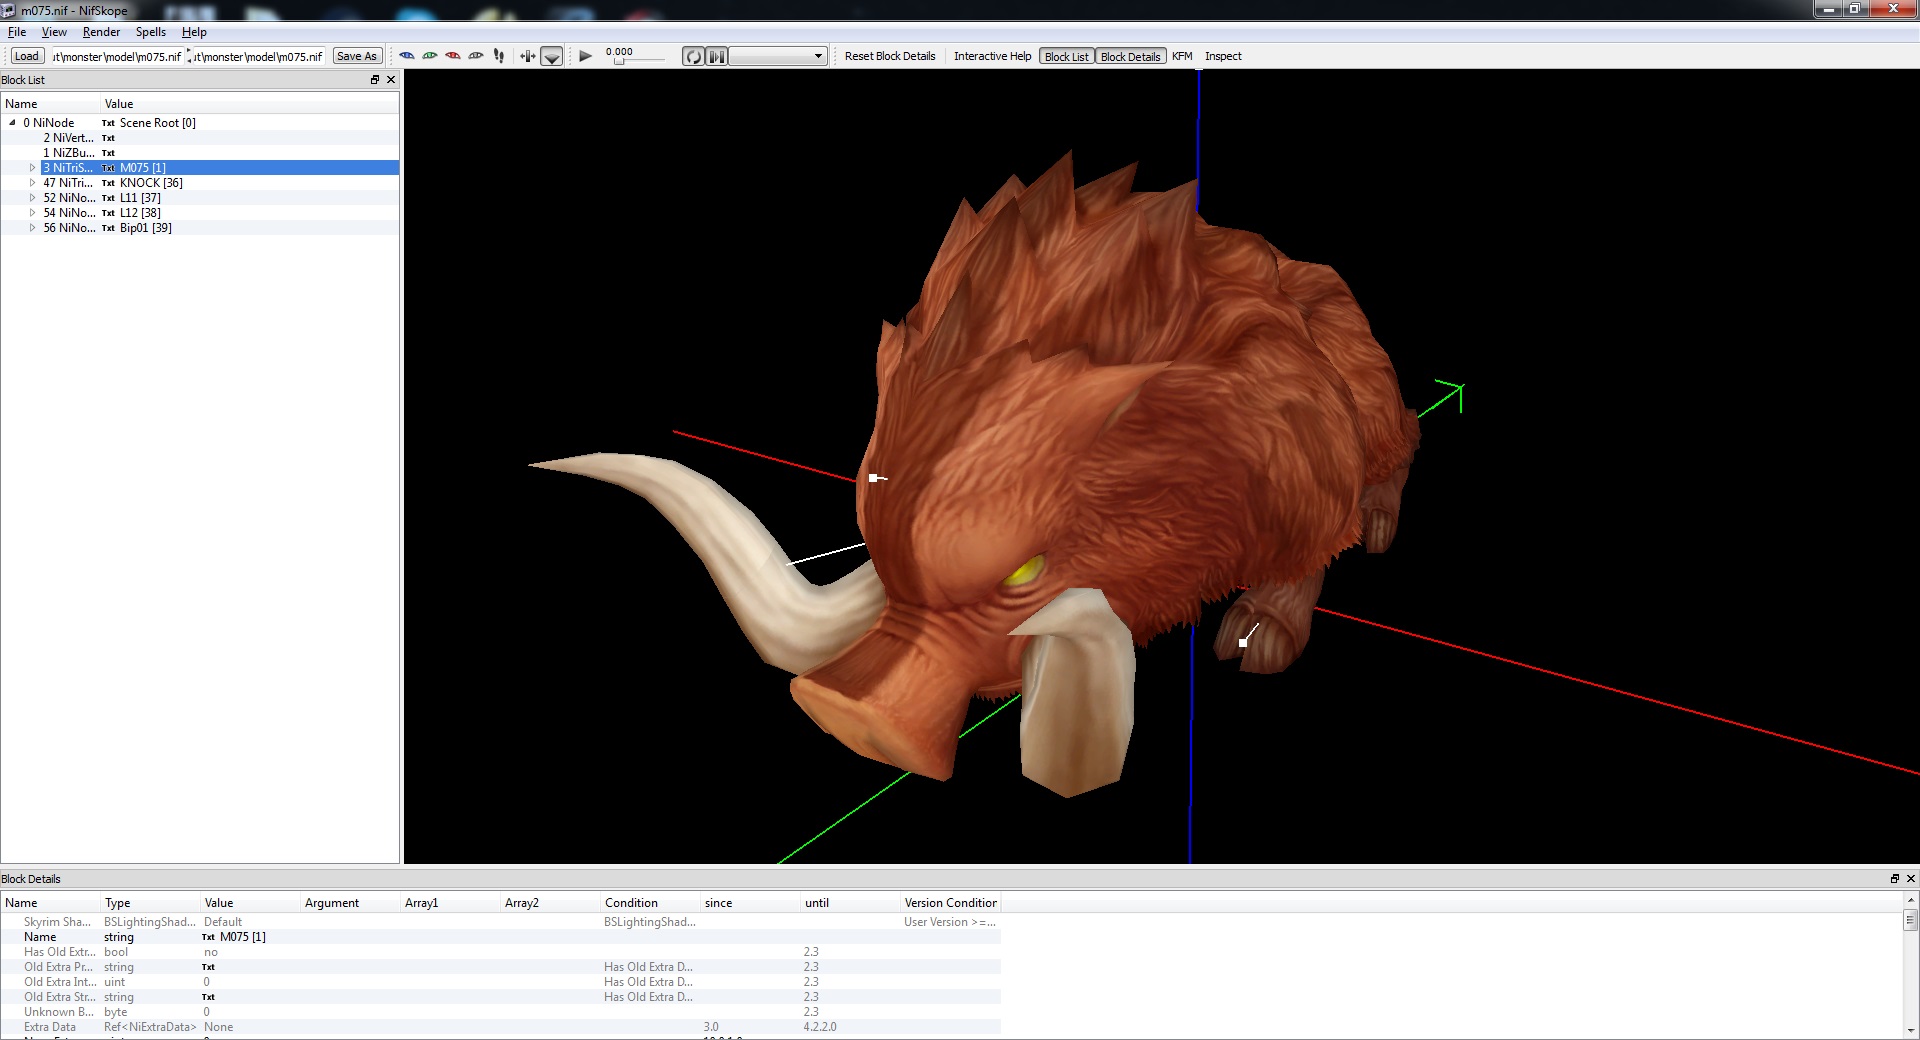 m075.nif - NifSkope
File View Render Spells Help
Load ut\monster\model\m075.nif ut\monster\model\m075.nif Save As 0.000 Reset Block Details Interactive Help Block List Block Details KFM Inspect
Block List
Name Value
0 NiNode Txt Scene Root [0]
2 NiVert... Txt
1 NiZBu... Txt
3 NiTriS... Txt M075 [1]
47 NiTri... Txt KNOCK [36]
52 NiNo... Txt L11 [37]
54 NiNo... Txt L12 [38]
56 NiNo... Txt Bip01 [39]
Block Details
Name Type Value Argument Array1 Array2 Condition since until Version Condition
Skyrim Sha... BSLightingShad... Default BSLightingShad... User Version >=...
Name string Txt M075 [1]
Has Old Extr... bool no 2.3
Old Extra Pr... string Txt Has Old Extra D... 2.3
Old Extra Int... uint 0 Has Old Extra D... 2.3
Old Extra Str... string Txt Has Old Extra D... 2.3
Unknown B... byte 0 2.3
Extra Data Ref<NiExtraData> None 3.0 4.2.2.0